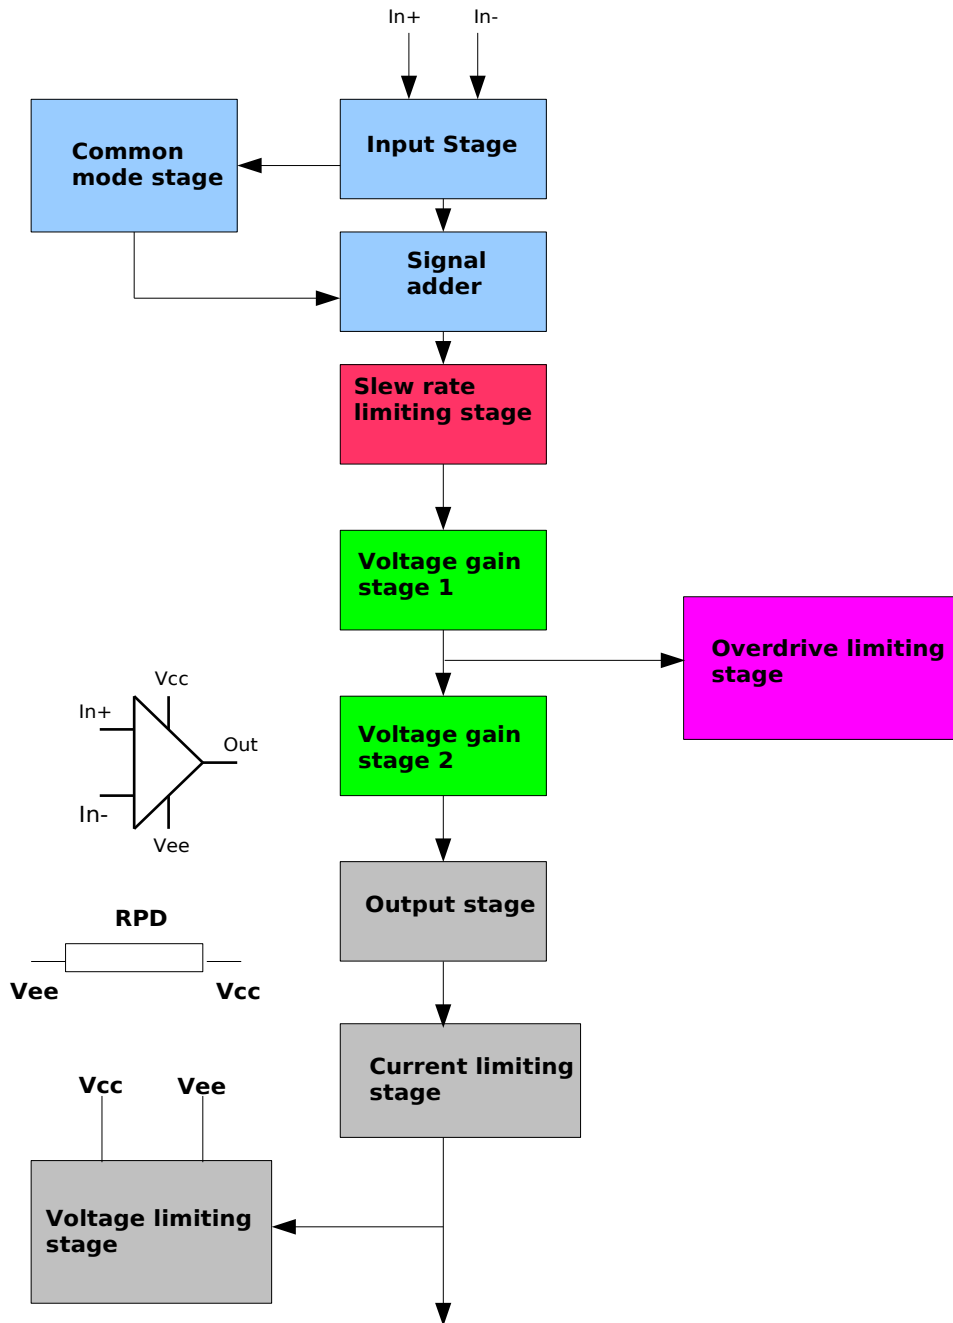 In+
In-
Input Stage
Common
mode stage
Signal
adder
Slew rate
limiting stage
Voltage gain
stage 1
Overdrive limiting
stage
Vcc
In+
Out
In-
Vee
Voltage gain
stage 2
Output stage
RPD
Vee
Vcc
Current limiting
stage
Vcc
Vee
Voltage limiting
stage